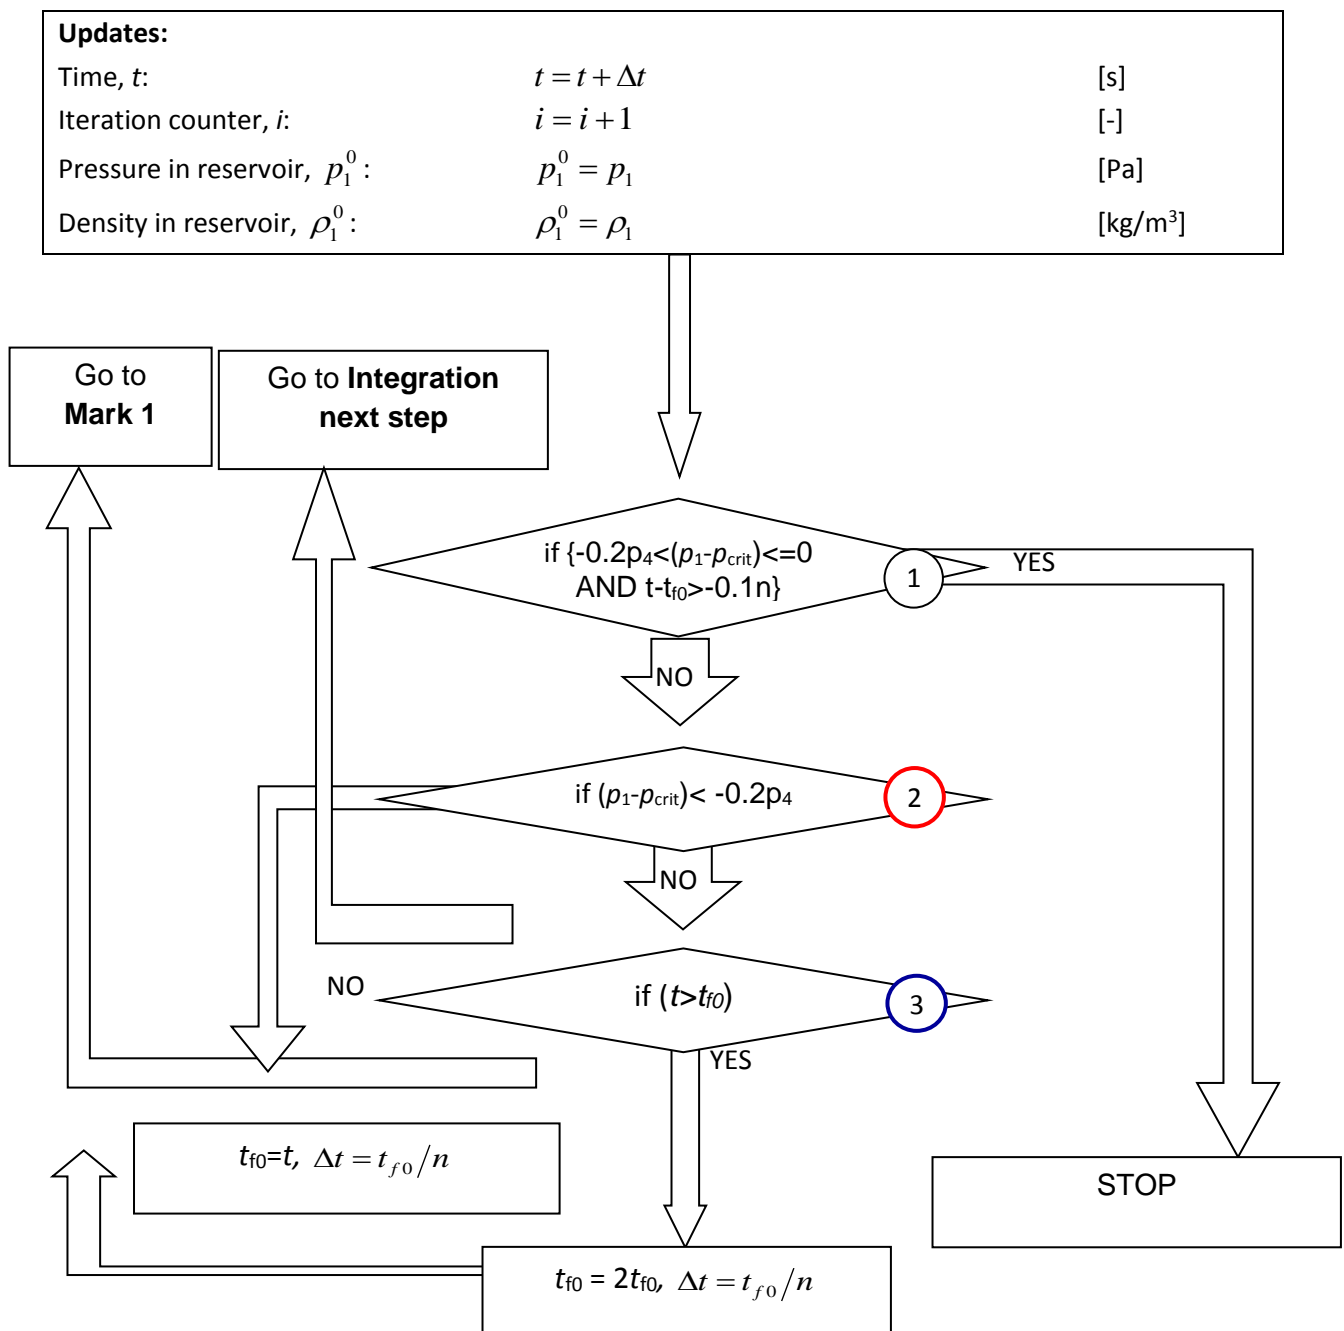 Updates:
Time, t: t = t + Δt [s]
Iteration counter, i: i = i + 1 [-]
Pressure in reservoir, p₁⁰ : p₁⁰ = p₁ [Pa]
Density in reservoir, ρ₁⁰ : ρ₁⁰ = ρ₁ [kg/m³]
Go to
Mark 1
Go to Integration
next step
if {-0.2p₄<(p₁-p_crit)<=0
AND t-t_f0>-0.1n}
1
YES
NO
if (p₁-p_crit)< -0.2p₄
2
NO
NO
if (t>t_f0)
3
YES
t_f0=t, Δt = t_f0/n
STOP
t_f0 = 2t_f0, Δt = t_f0/n